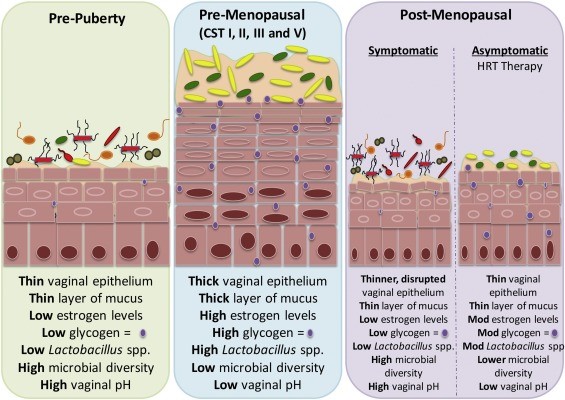 Pre-Puberty
Thin vaginal epithelium
Thin layer of mucus
Low estrogen levels
Low glycogen =
Low Lactobacillus spp.
High microbial diversity
High vaginal pH
Pre-Menopausal
(CST I, II, III and V)
Thick vaginal epithelium
Thick layer of mucus
High estrogen levels
High glycogen =
High Lactobacillus spp.
Low microbial diversity
Low vaginal pH
Post-Menopausal
Symptomatic
Thinner, disrupted
vaginal epithelium
Thin layer of mucus
Low estrogen levels
Low glycogen =
Low Lactobacillus spp.
High microbial
diversity
High vaginal pH
Asymptomatic
HRT Therapy
Thin vaginal
epithelium
Thin layer of mucus
Mod estrogen levels
Mod glycogen =
Mod Lactobacillus spp
Lower microbial
diversity
Low vaginal pH